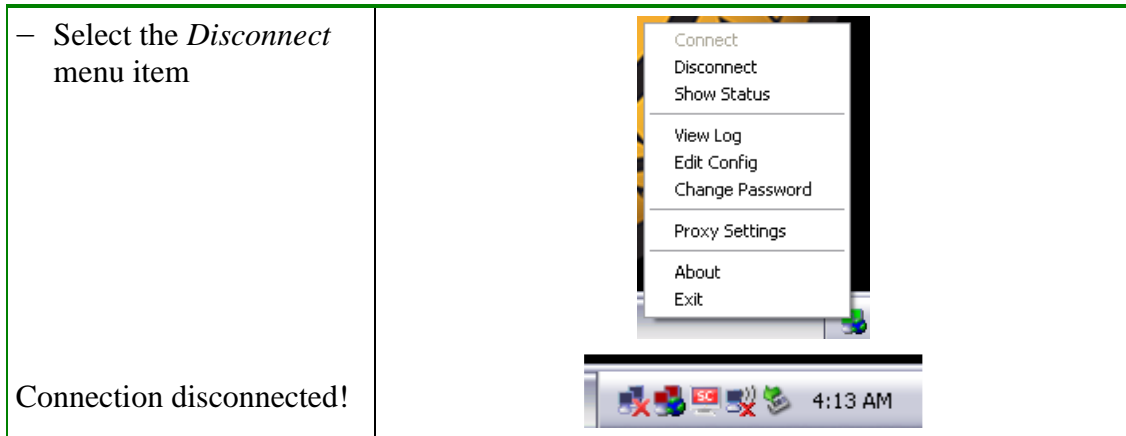 – Select the Disconnect
menu item
Connect
Disconnect
Show Status
View Log
Edit Config
Change Password
Proxy Settings
About
Exit
Connection disconnected!
SC
4:13 AM